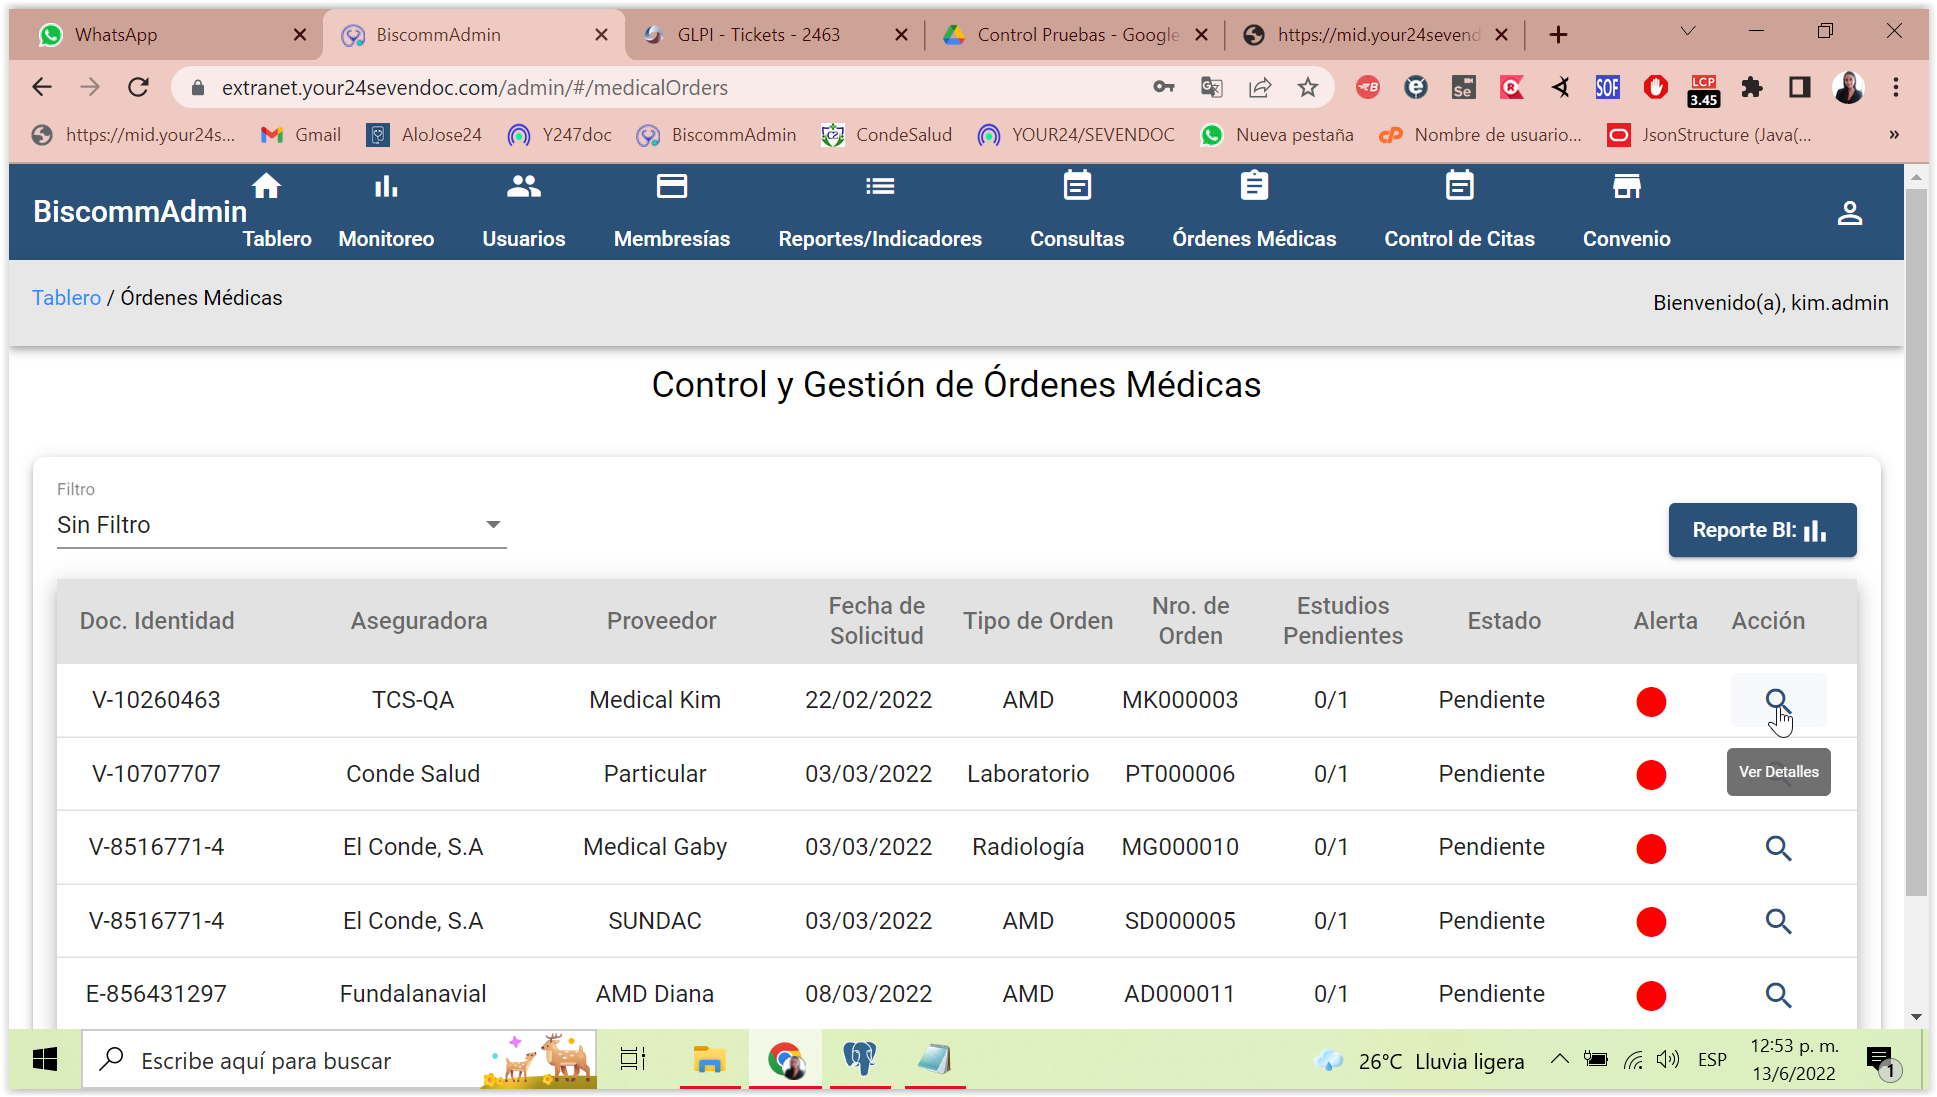 WhatsApp
BiscommAdmin
GLPI - Tickets - 2463
Control Pruebas - Google
https://mid.your24sevend
extranet.your24sevendoc.com/admin/#/medicalOrders
Se
SOF
LCP
3.45
https://mid.your24s...
Gmail
AloJose24
Y247doc
BiscommAdmin
CondeSalud
YOUR24/SEVENDOC
Nueva pestaña
Nombre de usuario...
JsonStructure (Java(...
»
BiscommAdmin
Tablero
Monitoreo
Usuarios
Membresías
Reportes/Indicadores
Consultas
Órdenes Médicas
Control de Citas
Convenio
Tablero / Órdenes Médicas
Bienvenido(a), kim.admin
Control y Gestión de Órdenes Médicas
Filtro
Sin Filtro
Reporte BI:
Doc. Identidad Aseguradora Proveedor Fecha de Solicitud Tipo de Orden Nro. de Orden Estudios Pendientes Estado Alerta Acción
V-10260463 TCS-QA Medical Kim 22/02/2022 AMD MK000003 0/1 Pendiente
V-10707707 Conde Salud Particular 03/03/2022 Laboratorio PT000006 0/1 Pendiente
Ver Detalles
V-8516771-4 El Conde, S.A Medical Gaby 03/03/2022 Radiología MG000010 0/1 Pendiente
V-8516771-4 El Conde, S.A SUNDAC 03/03/2022 AMD SD000005 0/1 Pendiente
E-856431297 Fundalanavial AMD Diana 08/03/2022 AMD AD000011 0/1 Pendiente
Escribe aquí para buscar
26°C Lluvia ligera
ESP
12:53 p. m.
13/6/2022
1